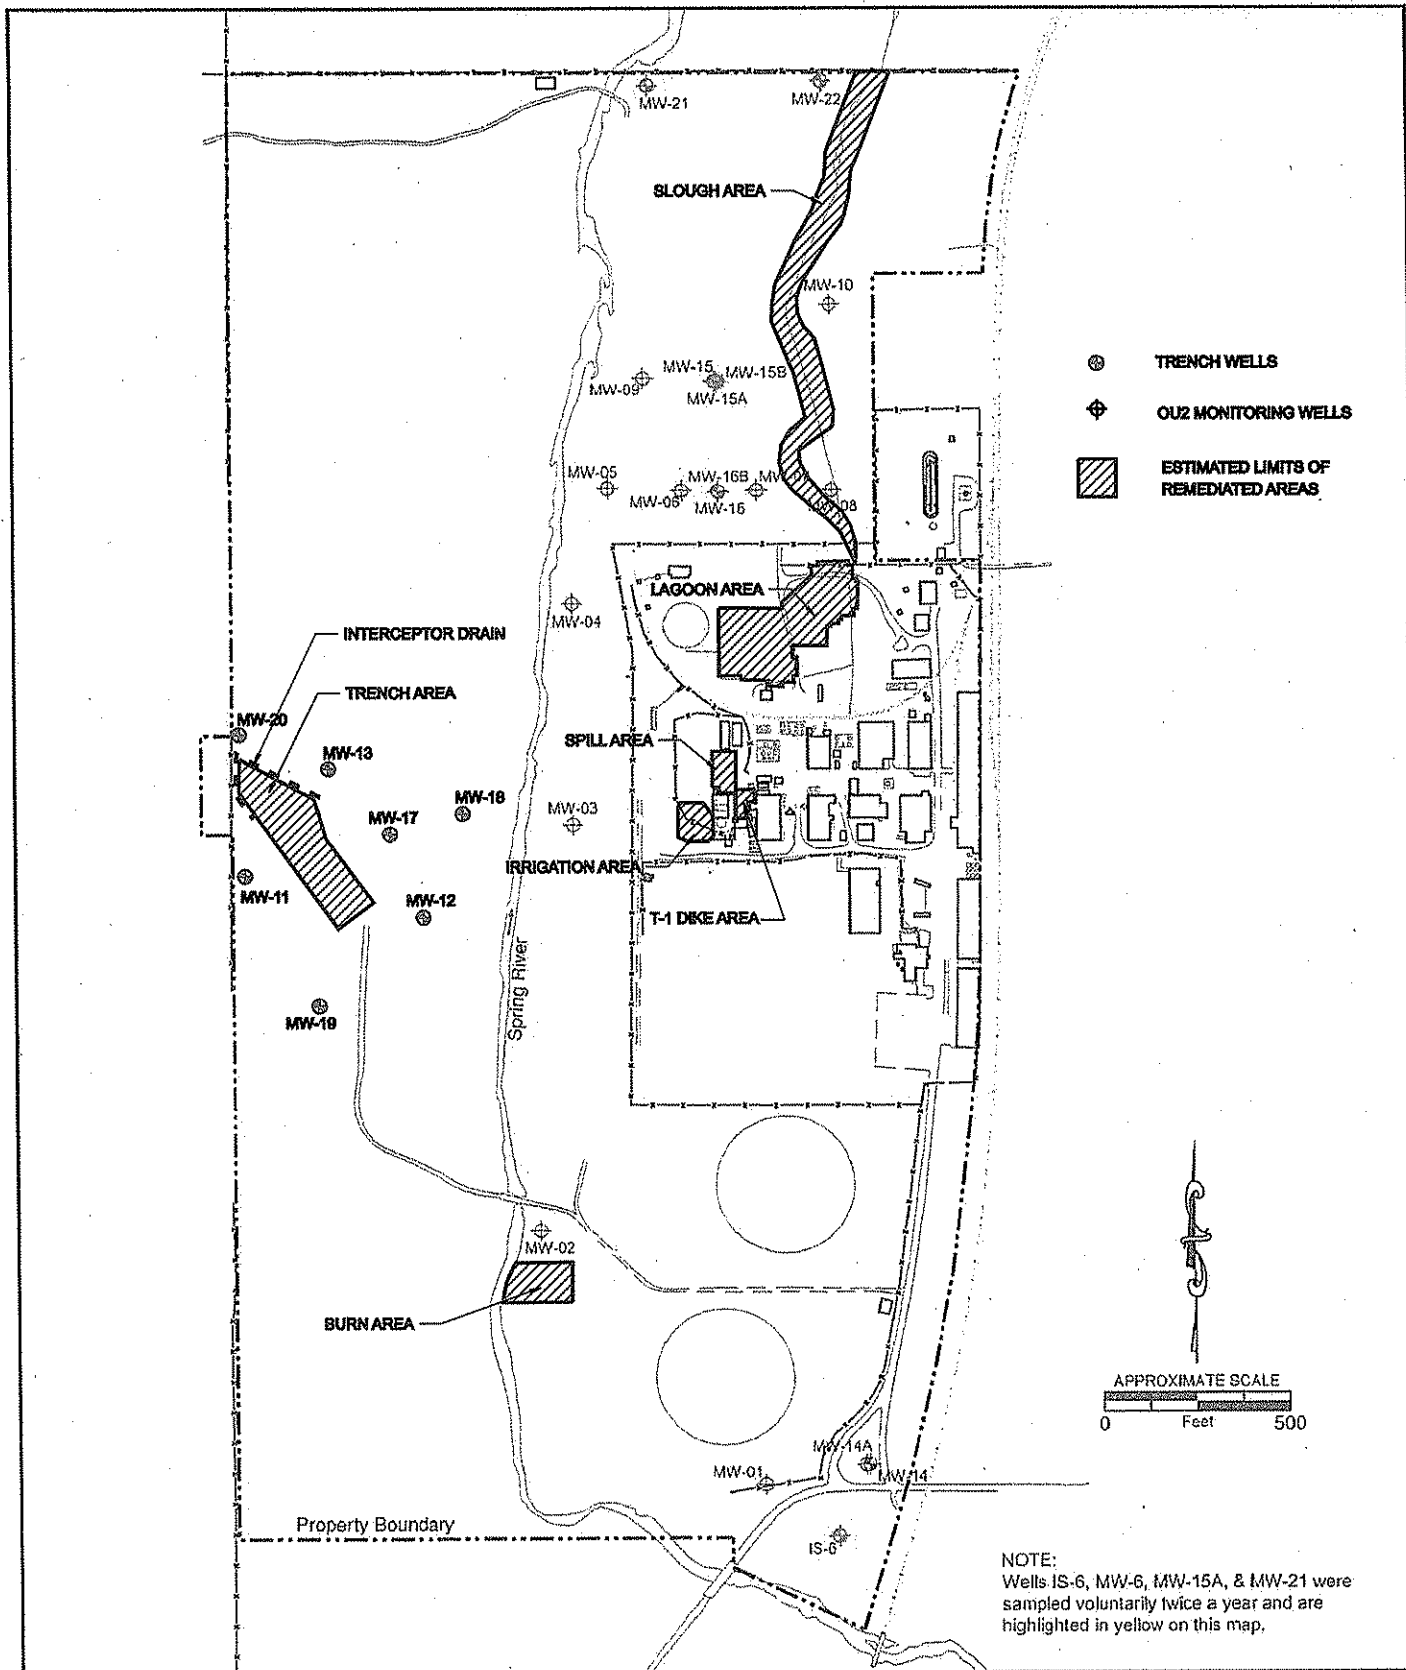 MW-21
MW-22
SLOUGH AREA
MW-10
MW-15
MW-15B
MW-09
MW-15A
TRENCH WELLS
OU2 MONITORING WELLS
ESTIMATED LIMITS OF
REMEDIATED AREAS
MW-05
MW-16B
MW-06
MW-16
MW-08
LAGOON AREA
MW-04
INTERCEPTOR DRAIN
TRENCH AREA
MW-20
MW-13
SPILL AREA
MW-18
MW-17
MW-03
IRRIGATION AREA
MW-11
MW-12
T-1 DIKE AREA
Spring River
MW-19
MW-02
BURN AREA
APPROXIMATE SCALE
0 Feet 500
MW-14A
MW-01
MW-14
Property Boundary
IS-6
NOTE:
Wells IS-6, MW-6, MW-15A, & MW-21 were
sampled voluntarily twice a year and are
highlighted in yellow on this map.